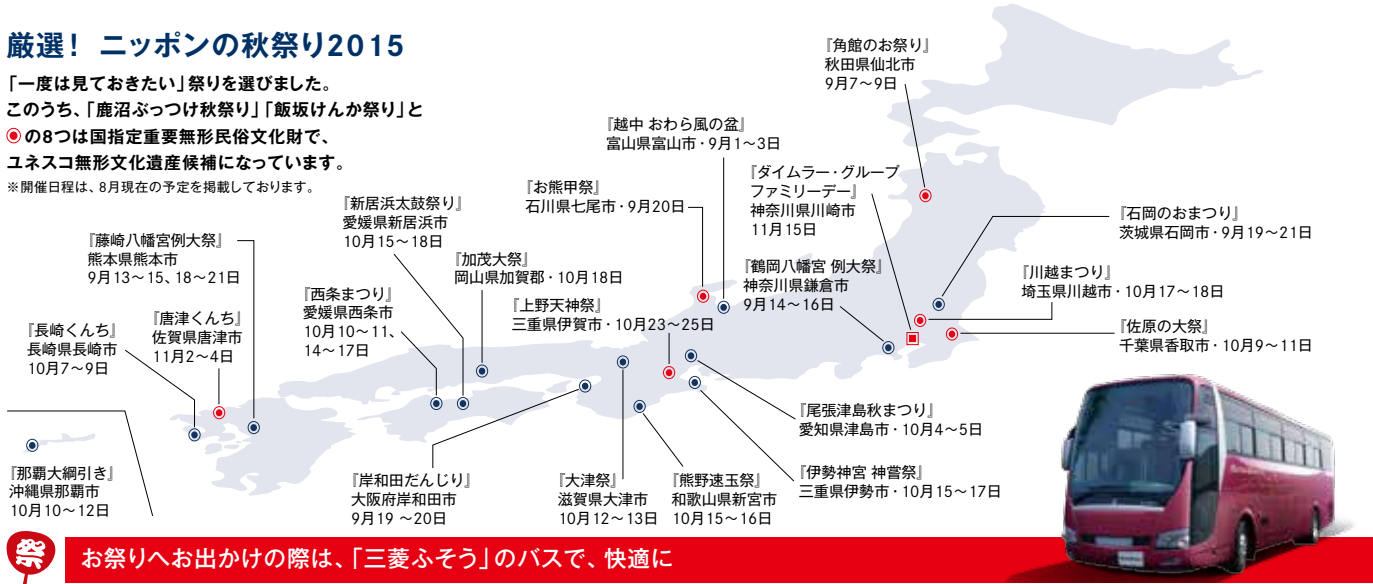 厳選！ ニッポンの秋祭り2015
「一度は見ておきたい」祭りを選びました。
このうち、「鹿沼ぶっつけ秋祭り」「飯坂けんか祭り」と
の8つは国指定重要無形民俗文化財で、
ユネスコ無形文化遺産候補になっています。
※開催日程は、8月現在の予定を掲載しております。
『角館のお祭り』
秋田県仙北市
9月7〜9日
『越中 おわら風の盆』
富山県富山市・9月1〜3日
『ダイムラー・グループ
ファミリーデー』
神奈川県川崎市
11月15日
『お熊甲祭』
石川県七尾市・9月20日
『新居浜太鼓祭り』
愛媛県新居浜市
10月15〜18日
『石岡のおまつり』
茨城県石岡市・9月19〜21日
『藤崎八幡宮例大祭』
熊本県熊本市
9月13〜15、18〜21日
『加茂大祭』
岡山県加賀郡・10月18日
『鶴岡八幡宮 例大祭』
神奈川県鎌倉市
9月14〜16日
『川越まつり』
埼玉県川越市・10月17〜18日
『西条まつり』
愛媛県西条市
10月10〜11、
14〜17日
『上野天神祭』
三重県伊賀市・10月23〜25日
『長崎くんち』
長崎県長崎市
10月7〜9日
『唐津くんち』
佐賀県唐津市
11月2〜4日
『佐原の大祭』
千葉県香取市・10月9〜11日
『尾張津島秋まつり』
愛知県津島市・10月4〜5日
『那覇大綱引き』
沖縄県那覇市
10月10〜12日
『岸和田だんじり』
大阪府岸和田市
9月19 〜20日
『大津祭』
滋賀県大津市
10月12〜13日
『熊野速玉祭』
和歌山県新宮市
10月15〜16日
『伊勢神宮 神嘗祭』
三重県伊勢市・10月15〜17日
祭
お祭りへお出かけの際は、「三菱ふそう」のバスで、快適に